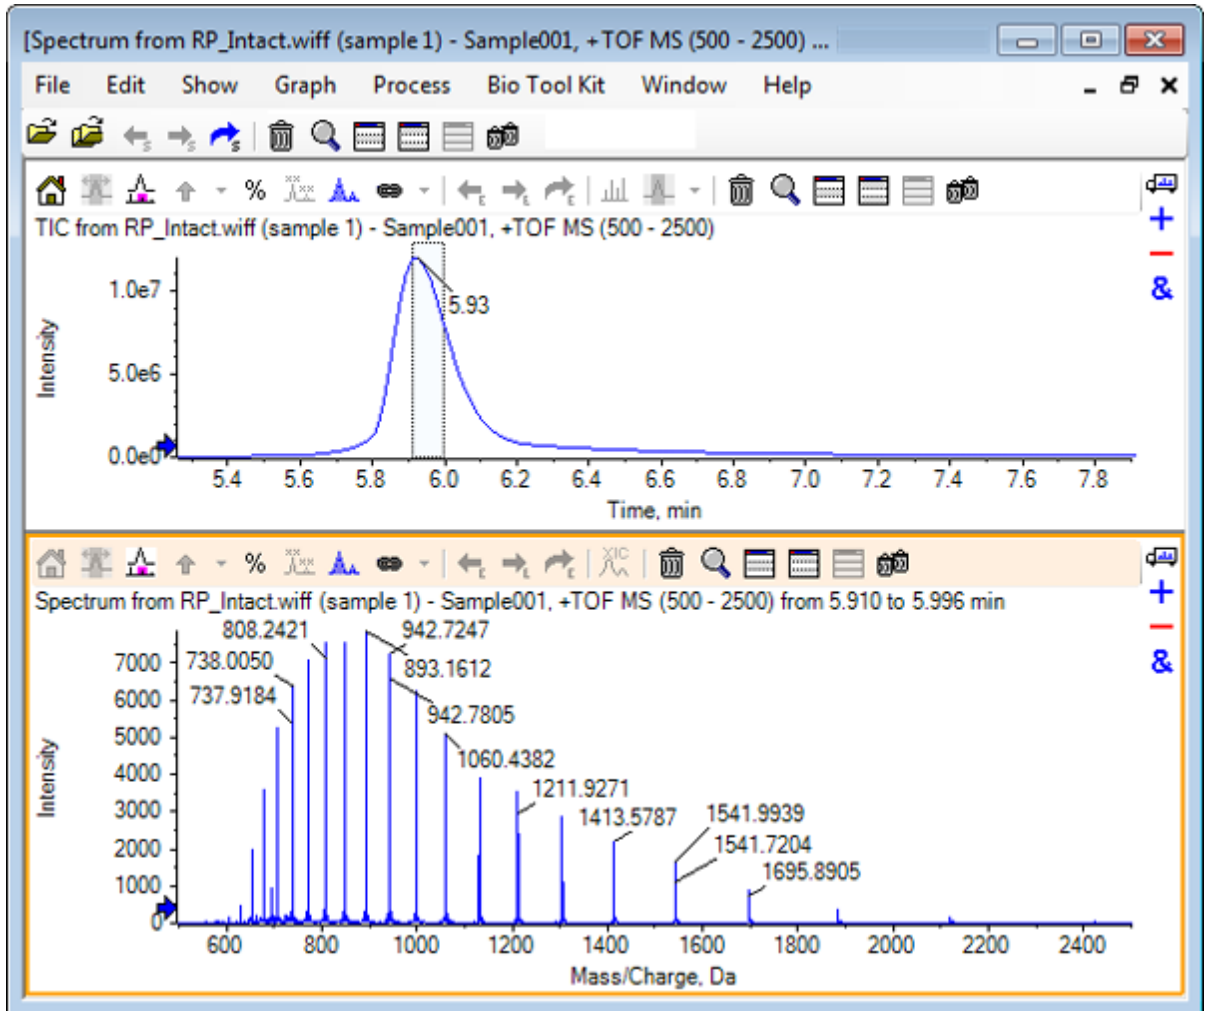 [Spectrum from RP_Intact.wiff (sample 1) - Sample001, +TOF MS (500 - 2500) ...
File Edit Show Graph Process Bio Tool Kit Window Help
TIC from RP_Intact.wiff (sample 1) - Sample001, +TOF MS (500 - 2500)
1.0e7
5.0e6
0.0e0
Intensity
5.93
5.4 5.6 5.8 6.0 6.2 6.4 6.6 6.8 7.0 7.2 7.4 7.6 7.8
Time, min
XIC
Spectrum from RP_Intact.wiff (sample 1) - Sample001, +TOF MS (500 - 2500) from 5.910 to 5.996 min
808.2421 942.7247
738.0050 893.1612
737.9184
942.7805
1060.4382
1211.9271
1413.5787 1541.9939
1541.7204
1695.8905
7000
6000
5000
4000
3000
2000
1000
0
Intensity
600 800 1000 1200 1400 1600 1800 2000 2200 2400
Mass/Charge, Da